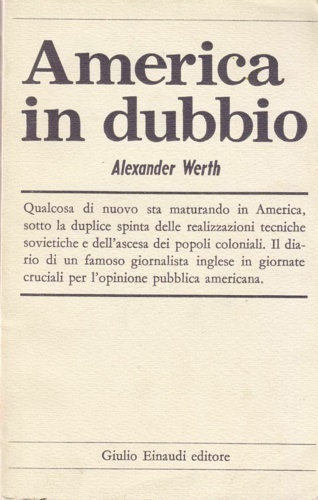 America
in dubbio
Alexander Werth
Qualcosa di nuovo sta maturando in America,
sotto la duplice spinta delle realizzazioni tecniche
sovietiche e dell'ascesa dei popoli coloniali. Il dia-
rio di un famoso giornalista inglese in giornate
cruciali per l'opinione pubblica americana.
Giulio Einaudi editore